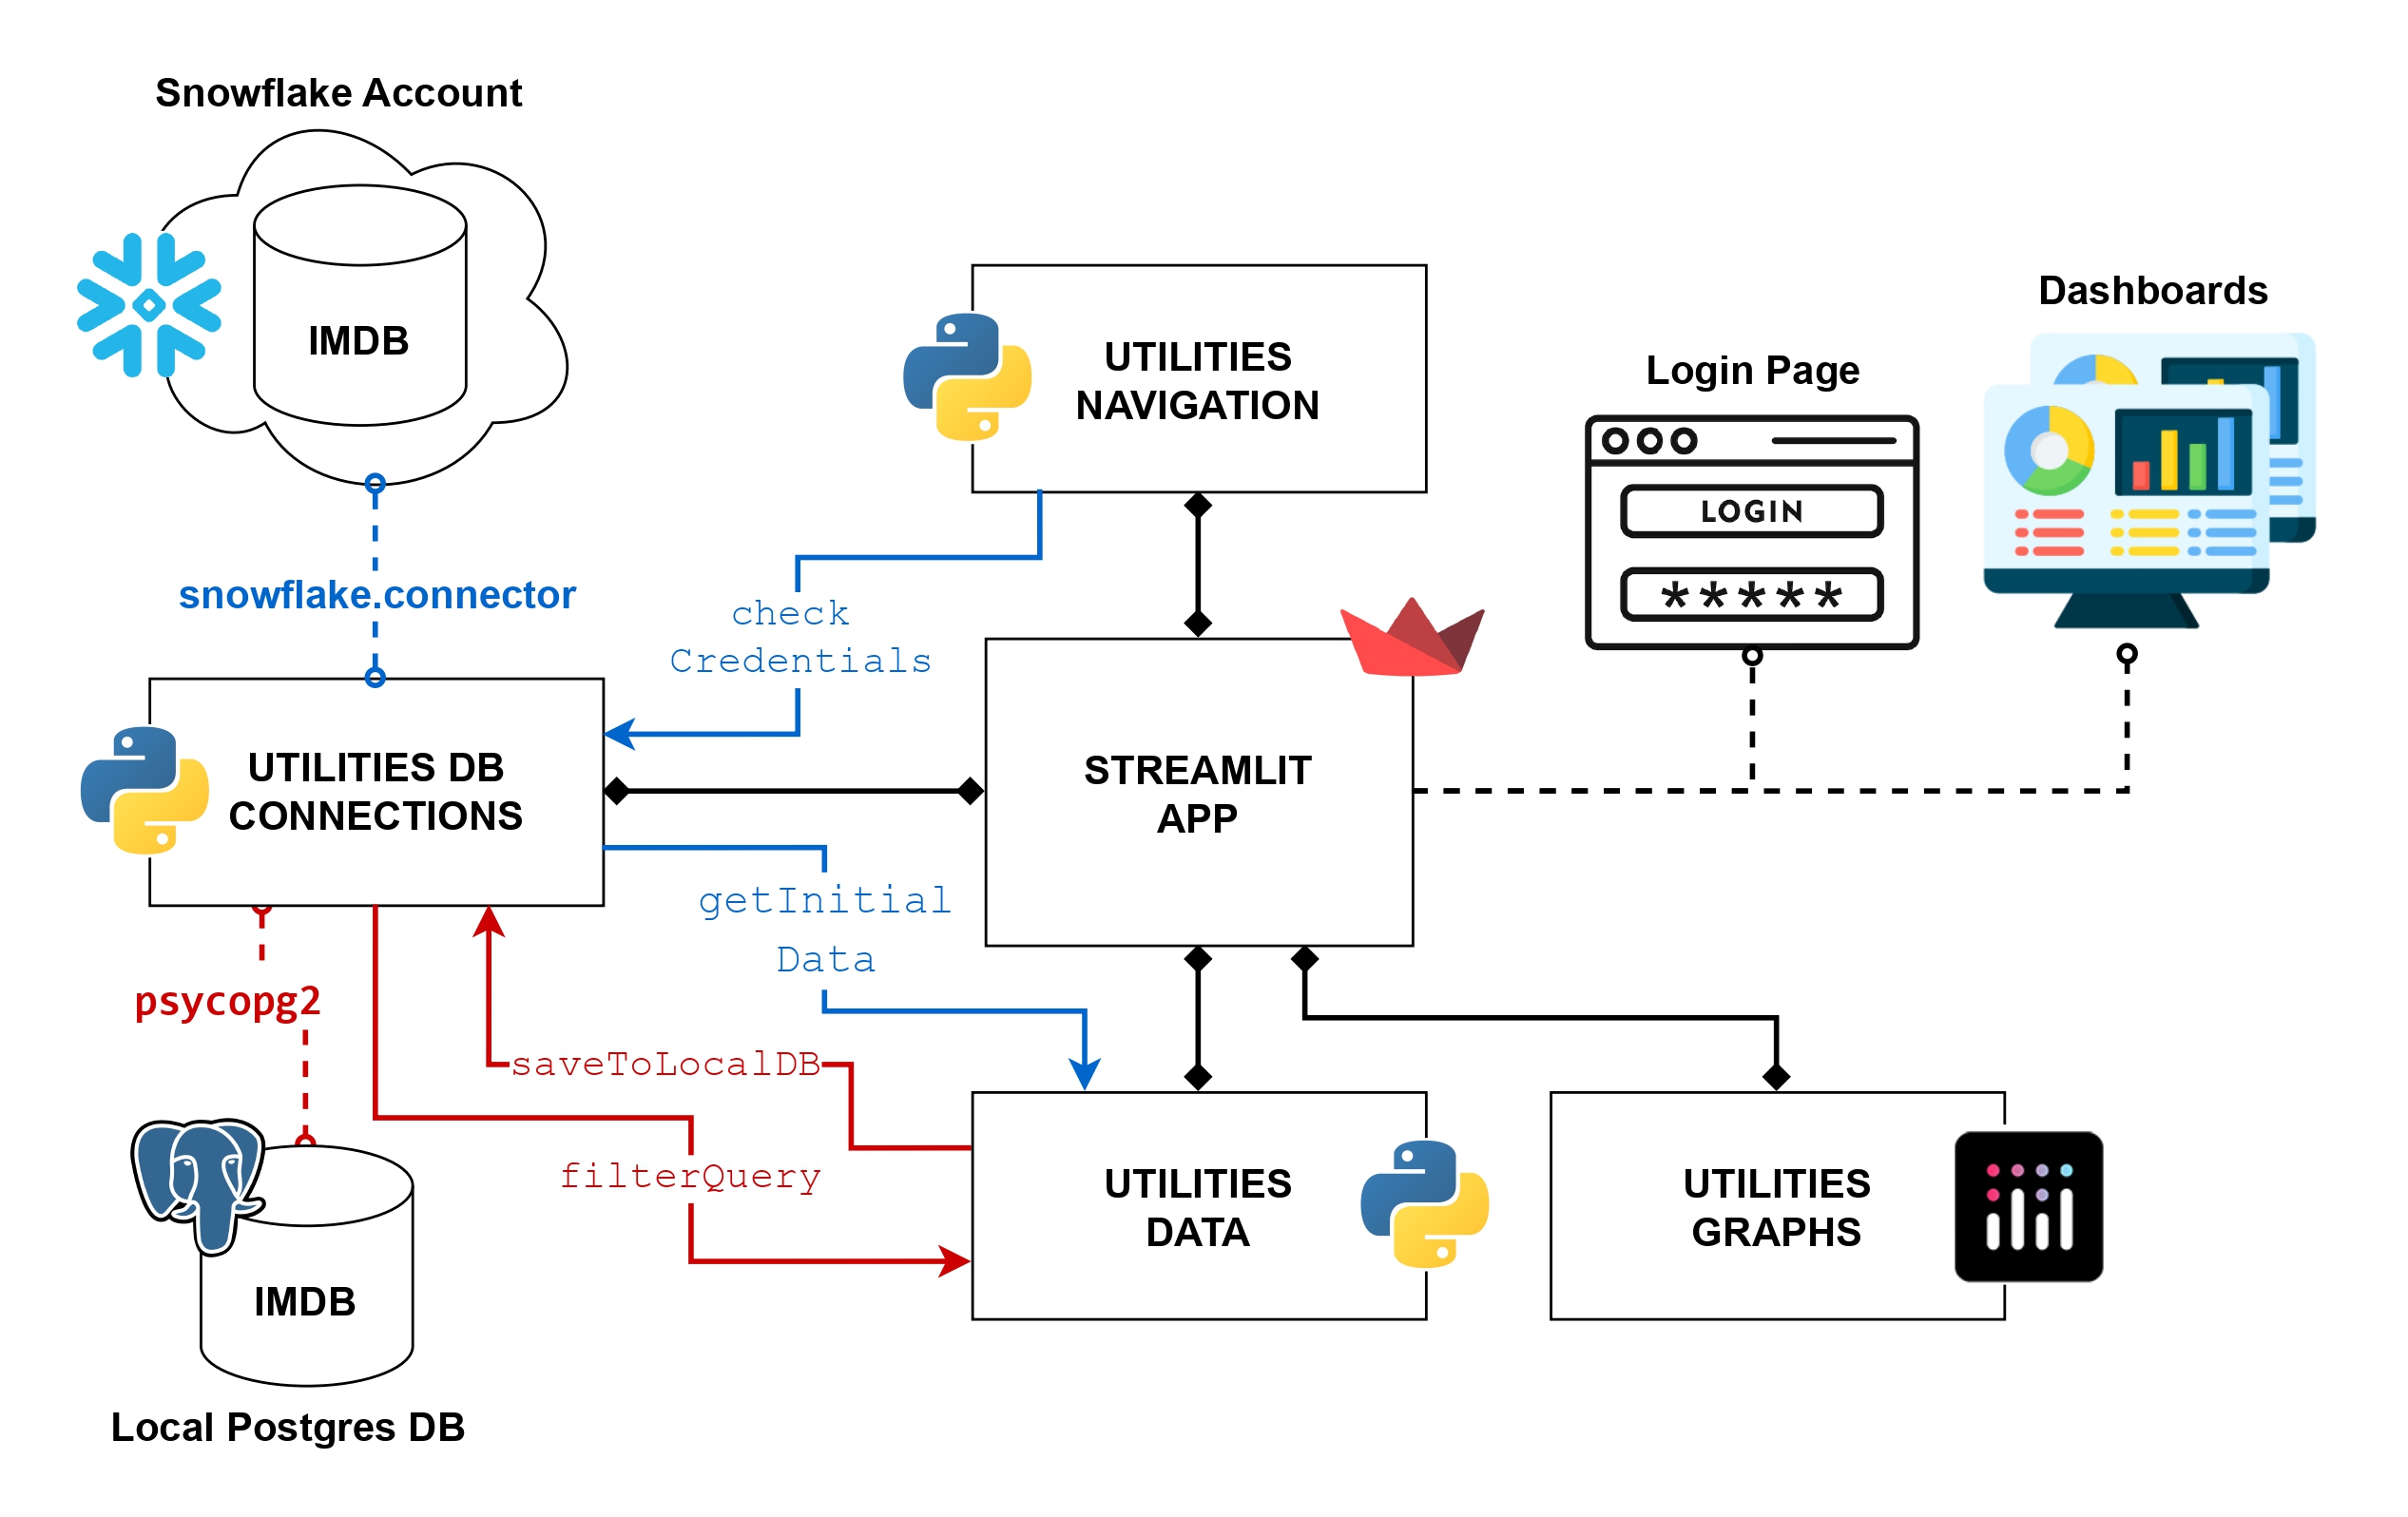 Snowflake Account
IMDB
snowflake.connector
UTILITIES
NAVIGATION
Login Page
LOGIN
*****
Dashboards
check
Credentials
UTILITIES DB
CONNECTIONS
STREAMLIT
APP
getInitial
Data
psycopg2
saveToLocalDB
filterQuery
IMDB
Local Postgres DB
UTILITIES
DATA
UTILITIES
GRAPHS